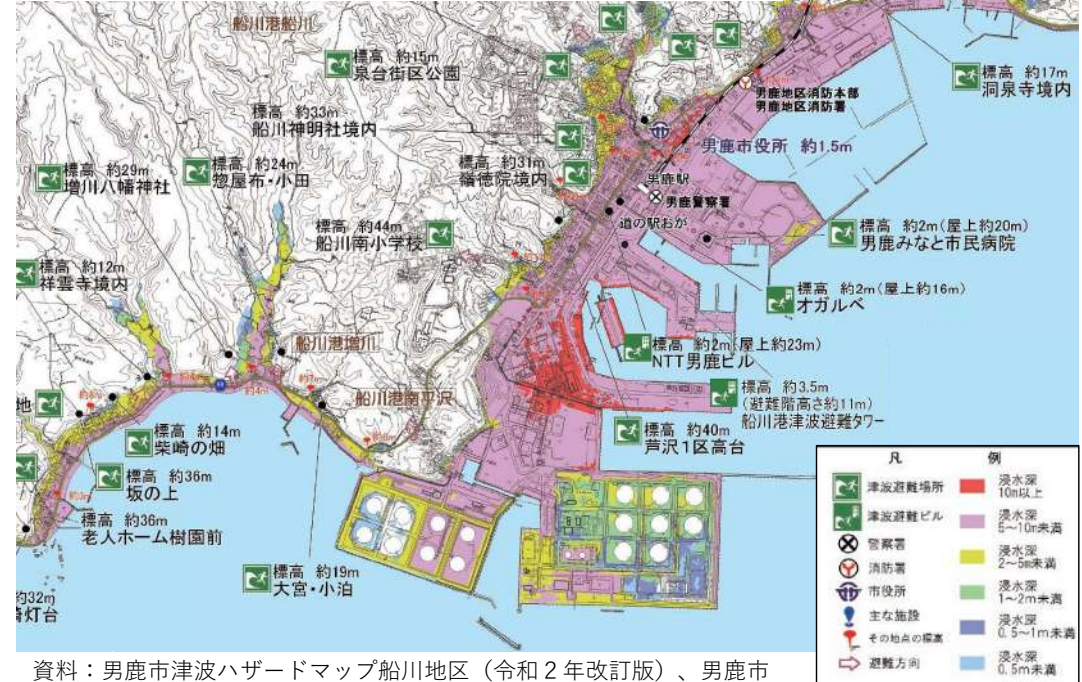 船川港船川
標高 約15m
泉台街区公園
標高 約17m
洞泉寺境内
男鹿地区消防本部
男鹿地区消防署
標高 約33m
船川神明社境内
男鹿市役所 約1.5m
標高 約29m
増川八幡神社
標高 約24m
惣屋布・小田
標高 約31m
嶺徳院境内
男鹿駅
男鹿警察署
道の駅おが
標高 約44m
船川南小学校
標高 約2m(屋上約20m)
男鹿みなと市民病院
標高 約12m
祥雲寺境内
標高 約2m(屋上約16m)
オガルベ
船川港増川
標高 約2m(屋上約23m)
NTT男鹿ビル
船川港南平沢
標高 約3.5m
(避難階高さ約11m)
船川港津波避難タワー
地
標高 約14m
柴崎の畑
標高 約40m
芦沢1区高台
標高 約36m
坂の上
標高 約36m
老人ホーム樹園前
標高 約19m
大宮・小泊
約32m
崎灯台
凡 例
津波避難場所
津波避難ビル
警察署
消防署
市役所
主な施設
その地点の標高
避難方向
浸水深
10m以上
浸水深
5~10m未満
浸水深
2~5m未満
浸水深
1~2m未満
浸水深
0.5~1m未満
浸水深
0.5m未満
資料：男鹿市津波ハザードマップ船川地区（令和２年改訂版）、男鹿市